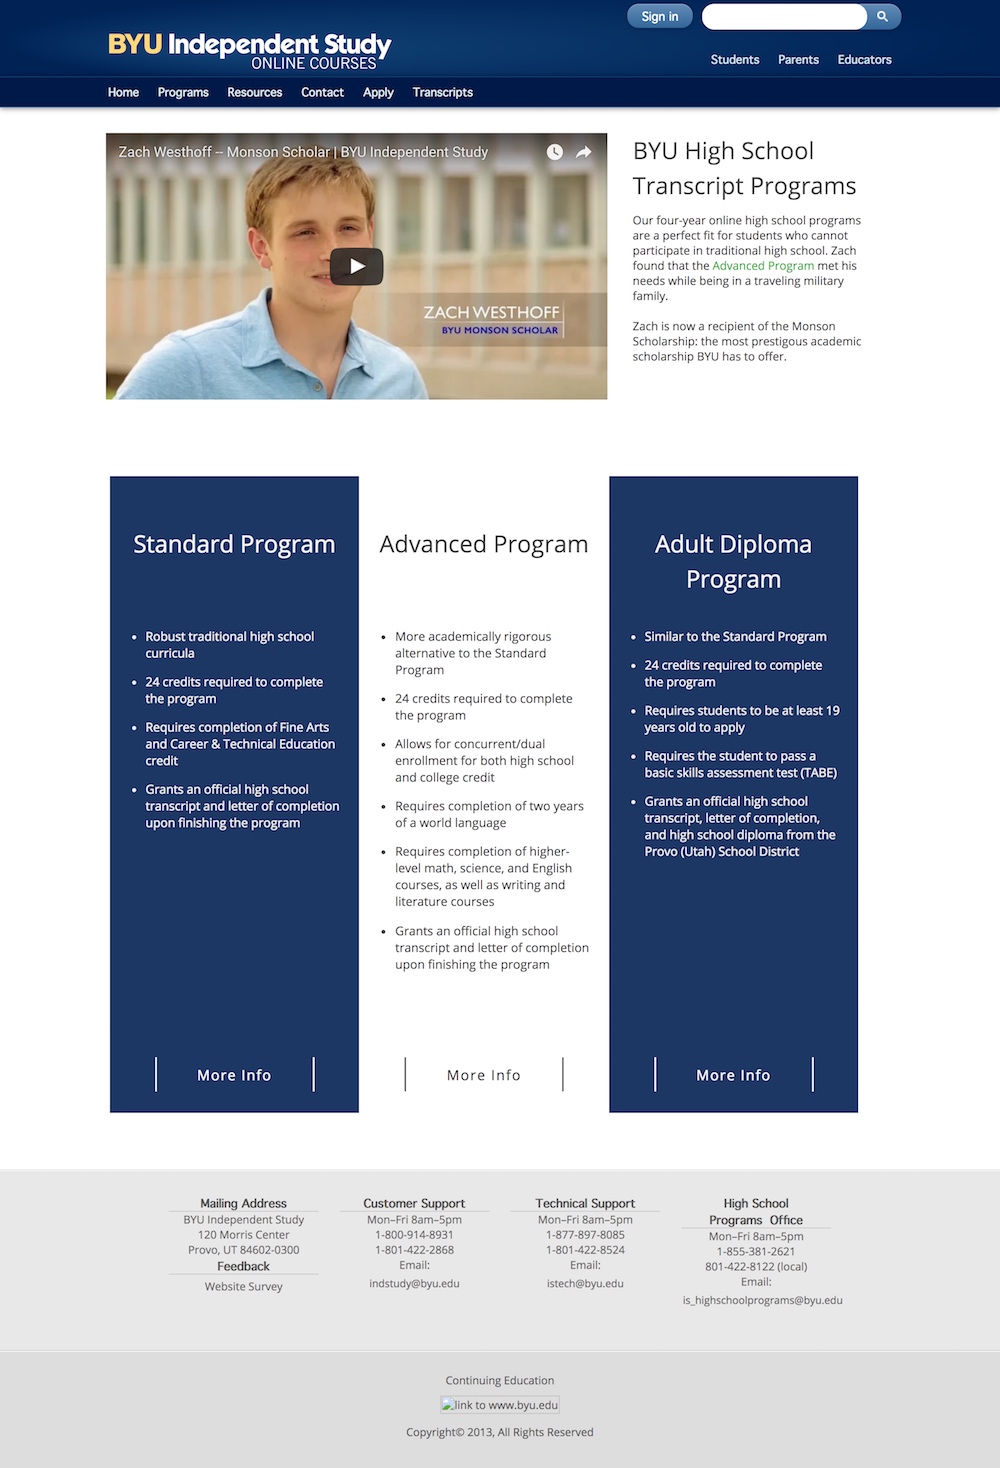 Sign in
BYU Independent Study
ONLINE COURSES
Students Parents Educators
Home Programs Resources Contact Apply Transcripts
Zach Westhoff -- Monson Scholar | BYU Independent Study
ZACH WESTHOFF
BYU MONSON SCHOLAR
BYU High School
Transcript Programs
Our four-year online high school programs
are a perfect fit for students who cannot
participate in traditional high school. Zach
found that the Advanced Program met his
needs while being in a traveling military
family.
Zach is now a recipient of the Monson
Scholarship: the most prestigous academic
scholarship BYU has to offer.
Standard Program
• Robust traditional high school
curricula
• 24 credits required to complete
the program
• Requires completion of Fine Arts
and Career & Technical Education
credit
• Grants an official high school
transcript and letter of completion
upon finishing the program
More Info
Advanced Program
• More academically rigorous
alternative to the Standard
Program
• 24 credits required to complete
the program
• Allows for concurrent/dual
enrollment for both high school
and college credit
• Requires completion of two years
of a world language
• Requires completion of higher-
level math, science, and English
courses, as well as writing and
literature courses
• Grants an official high school
transcript and letter of completion
upon finishing the program
More Info
Adult Diploma
Program
• Similar to the Standard Program
• 24 credits required to complete
the program
• Requires students to be at least 19
years old to apply
• Requires the student to pass a
basic skills assessment test (TABE)
• Grants an official high school
transcript, letter of completion,
and high school diploma from the
Provo (Utah) School District
More Info
Mailing Address
BYU Independent Study
120 Morris Center
Provo, UT 84602-0300
Feedback
Website Survey
Customer Support
Mon–Fri 8am–5pm
1-800-914-8931
1-801-422-2868
Email:
indstudy@byu.edu
Technical Support
Mon–Fri 8am–5pm
1-877-897-8085
1-801-422-8524
Email:
istech@byu.edu
High School
Programs Office
Mon–Fri 8am–5pm
1-855-381-2621
801-422-8122 (local)
Email:
is_highschoolprograms@byu.edu
Continuing Education
link to www.byu.edu
Copyright© 2013, All Rights Reserved